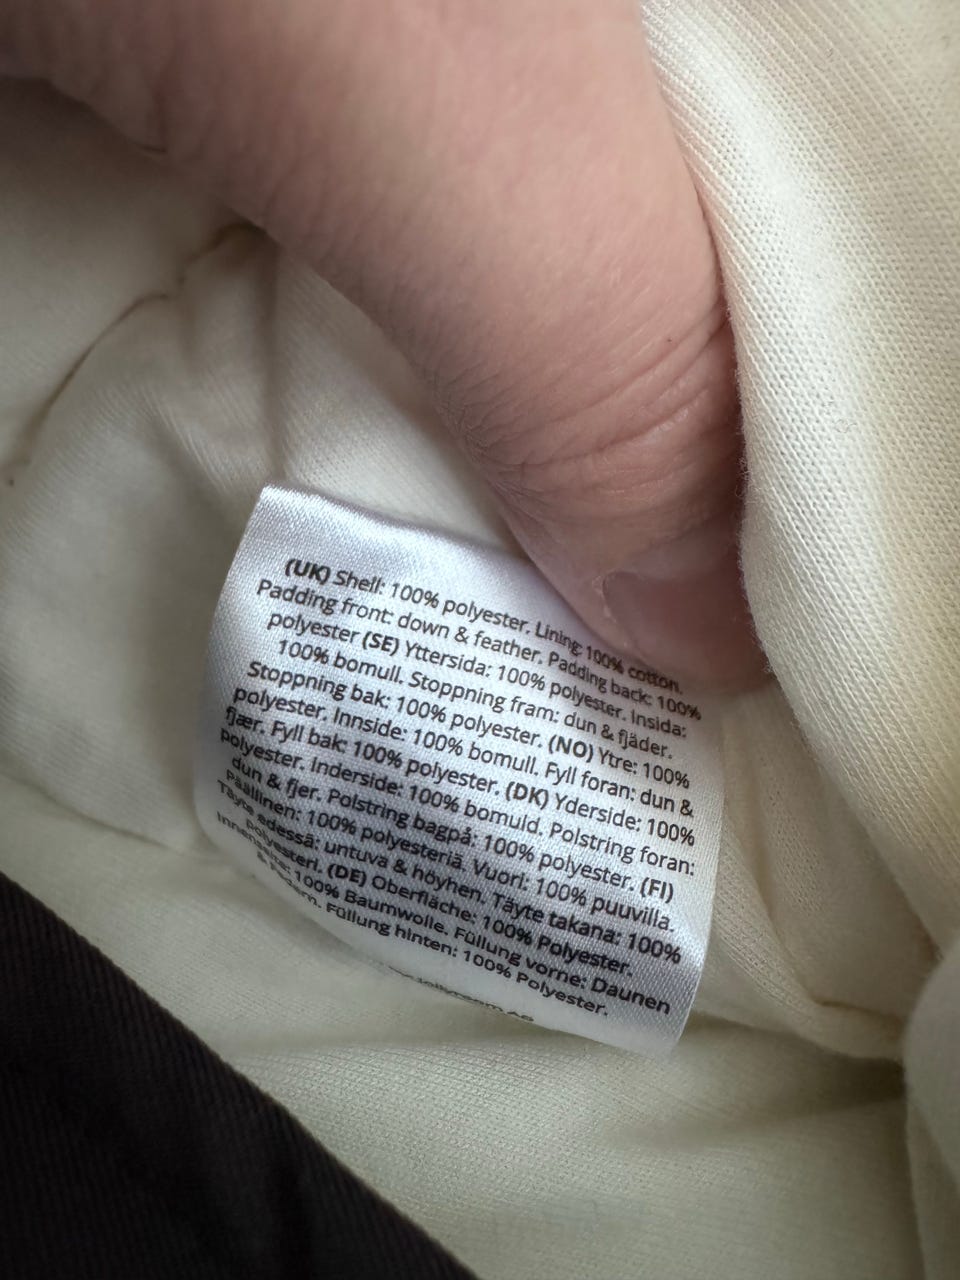 (UK) Shell: 100% polyester. Lining: 100% cotton.
Padding front: down & feather. Padding back: 100%
polyester (SE) Yttersida: 100% polyester. Insida:
100% bomull. Stoppning fram: dun & fjäder.
Stoppning bak: 100% polyester. (NO) Ytre: 100%
polyester. Innside: 100% bomull. Fyll foran: dun &
fjær. Fyll bak: 100% polyester. (DK) Yderside: 100%
polyester. Inderside: 100% bomuld. Polstring foran:
dun & fjer. Polstring bagpå: 100% polyester. (FI)
Päällinen: 100% polyesteriä. Vuori: 100% puuvilla.
Täyte edessä: untuva & höyhen. Täyte takana: 100%
polyesteri. (DE) Oberfläche: 100% Polyester.
Innenseite: 100% Baumwolle. Füllung vorne: Daunen
& Federn. Füllung hinten: 100% Polyester.